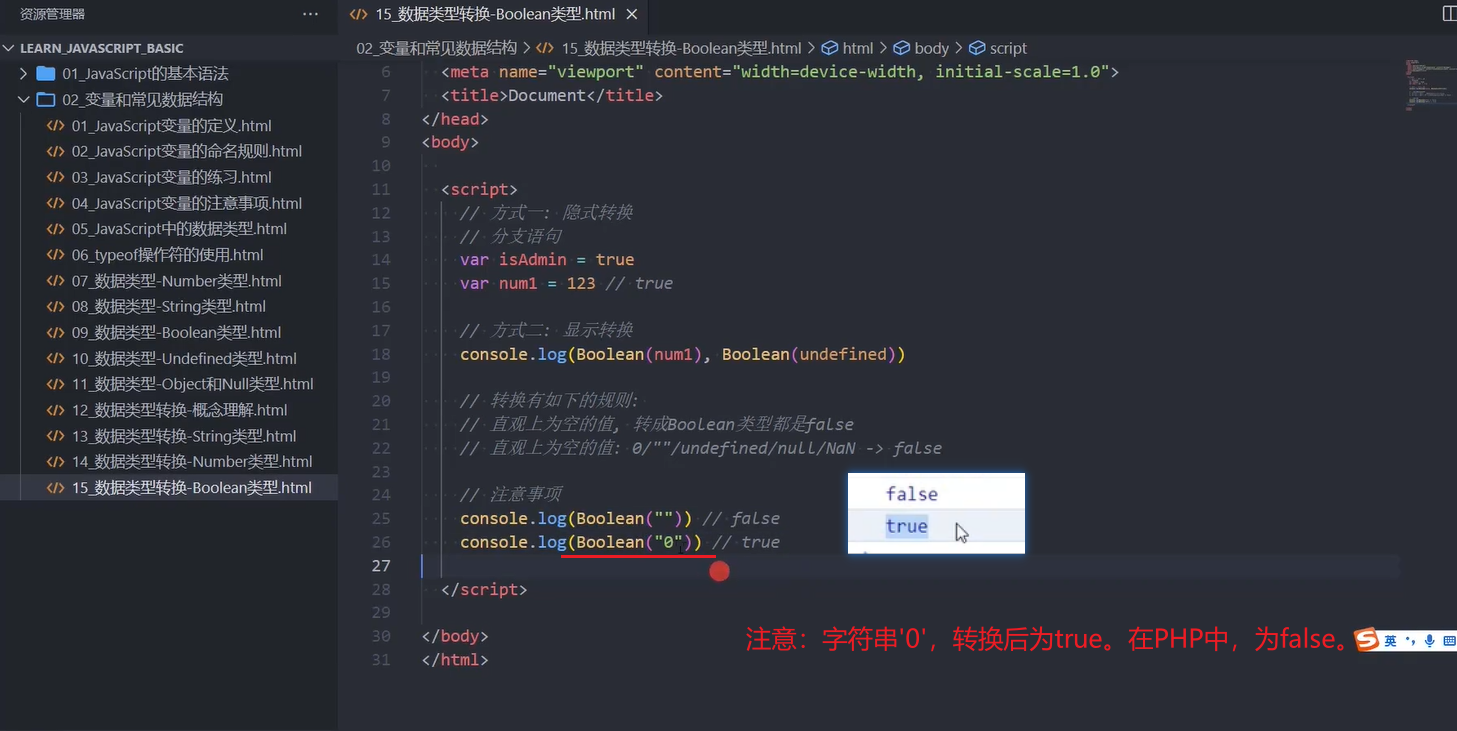 资源管理器
LEARN_JAVASCRIPT_BASIC
01_JavaScript的基本语法
02_变量和常见数据结构
01_JavaScript变量的定义.html
02_JavaScript变量的命名规则.html
03_JavaScript变量的练习.html
04_JavaScript变量的注意事项.html
05_JavaScript中的数据类型.html
06_typeof操作符的使用.html
07_数据类型-Number类型.html
08_数据类型-String类型.html
09_数据类型-Boolean类型.html
10_数据类型-Undefined类型.html
11_数据类型-Object和Null类型.html
12_数据类型转换-概念理解.html
13_数据类型转换-String类型.html
14_数据类型转换-Number类型.html
15_数据类型转换-Boolean类型.html
15_数据类型转换-Boolean类型.html
02_变量和常见数据结构 > 15_数据类型转换-Boolean类型.html > html > body > script
6 <meta name="viewport" content="width=device-width, initial-scale=1.0">
7 <title>Document</title>
8 </head>
9 <body>
10
11 <script>
12 // 方式一: 隐式转换
13 // 分支语句
14 var isAdmin = true
15 var num1 = 123 // true
16
17 // 方式二: 显示转换
18 console.log(Boolean(num1), Boolean(undefined))
19
20 // 转换有如下的规则:
21 // 直观上为空的值, 转成Boolean类型都是false
22 // 直观上为空的值: 0/""/undefined/null/NaN -> false
23
24 // 注意事项
25 console.log(Boolean("")) // false
26 console.log(Boolean("0")) // true
27
28 </script>
29
30 </body>
31 </html>
false
true
注意：字符串'0'，转换后为true。在PHP中，为false。
英